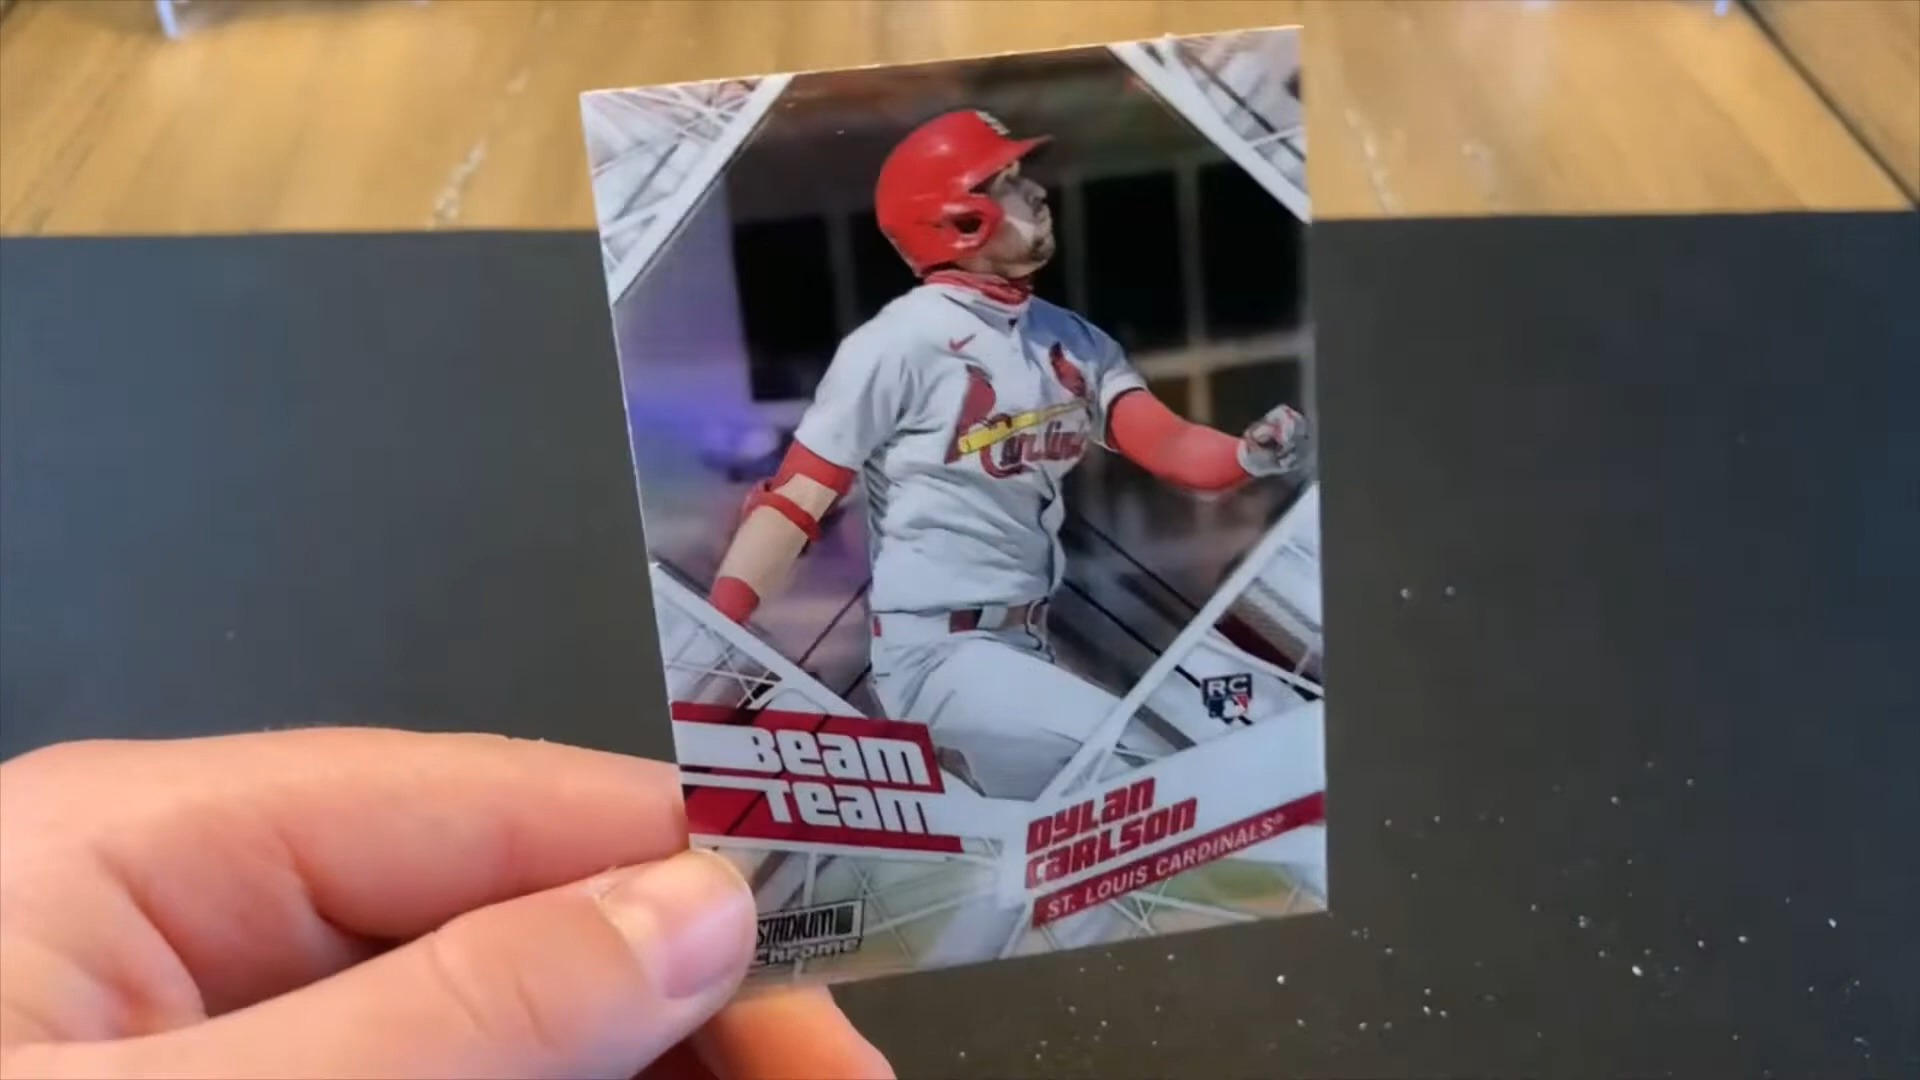 Cardinals
RC
Beam
Team
Dylan
Carlson
ST. LOUIS CARDINALS®
STADIUM
Chrome